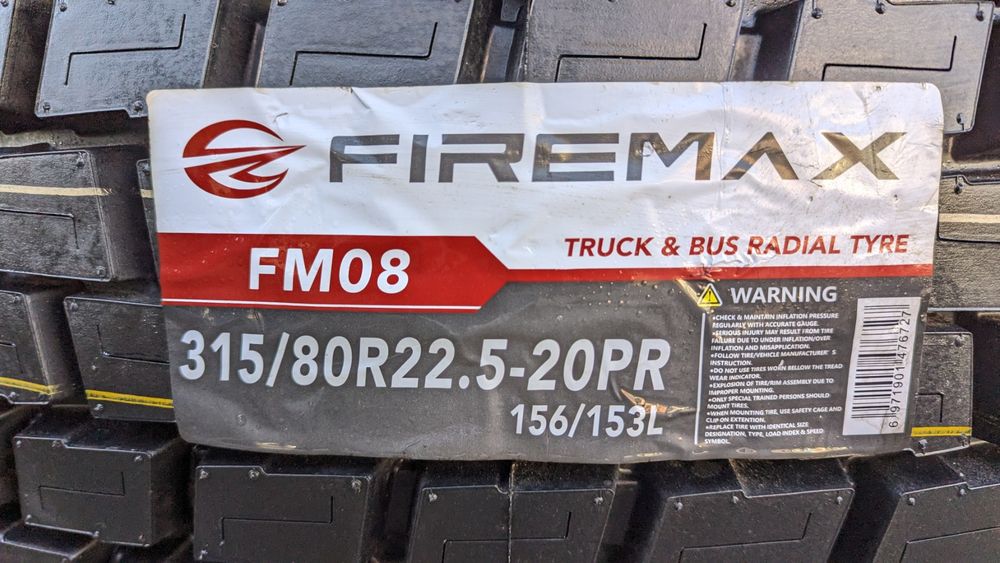 FIREMAX
FM08
TRUCK & BUS RADIAL TYRE
315/80R22.5-20PR
156/153L
WARNING
•CHECK & MAINTAIN INFLATION PRESSURE
REGULARLY WITH ACCURATE GAUGE.
•SERIOUS INJURY MAY RESULT FROM TIRE
FAILURE DUE TO UNDER INFLATION/OVER
INFLATION AND MISAPPLICATION.
•FOLLOW TIRE/VEHICLE MANUFACTURER' S
INSTRUCTION.
•DO NOT USE TIRES WORN BELLOW THE TREAD
WEAR INDICATOR.
•EXPLOSION OF TIRE/RIM ASSEMBLY DUE TO
IMPROPER MOUNTING.
•ONLY SPECIAL TRAINED PERSONS SHOULD
MOUNT TIRES.
•WHEN MOUNTING TIRE, USE SAFETY CAGE AND
CLIP ON EXTENTION.
•REPLACE TIRE WITH IDENTICAL SIZE
DESIGNATION, TYPE, LOAD INDEX & SPEED
SYMBOL.
6971901476727